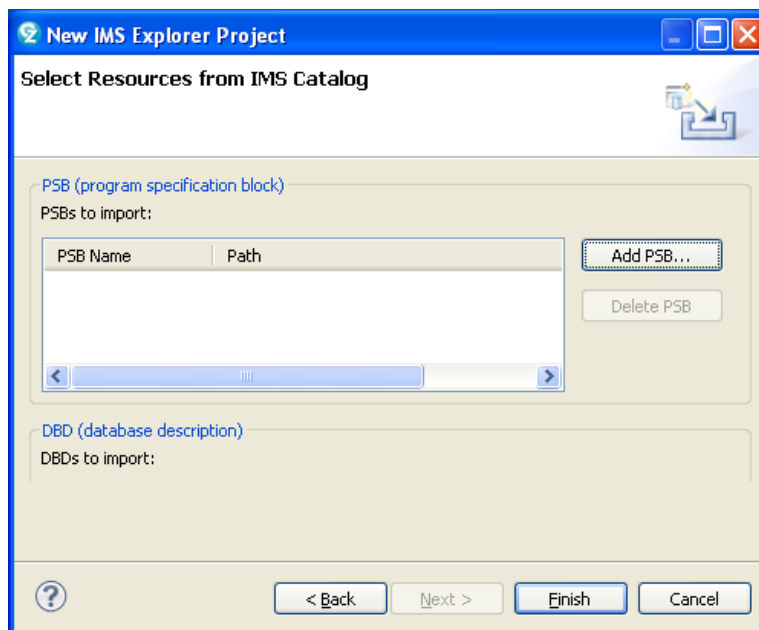 New IMS Explorer Project
Select Resources from IMS Catalog
PSB (program specification block)
PSBs to import:
PSB Name Path
Add PSB...
Delete PSB
DBD (database description)
DBDs to import:
?
< Back Next > Finish Cancel